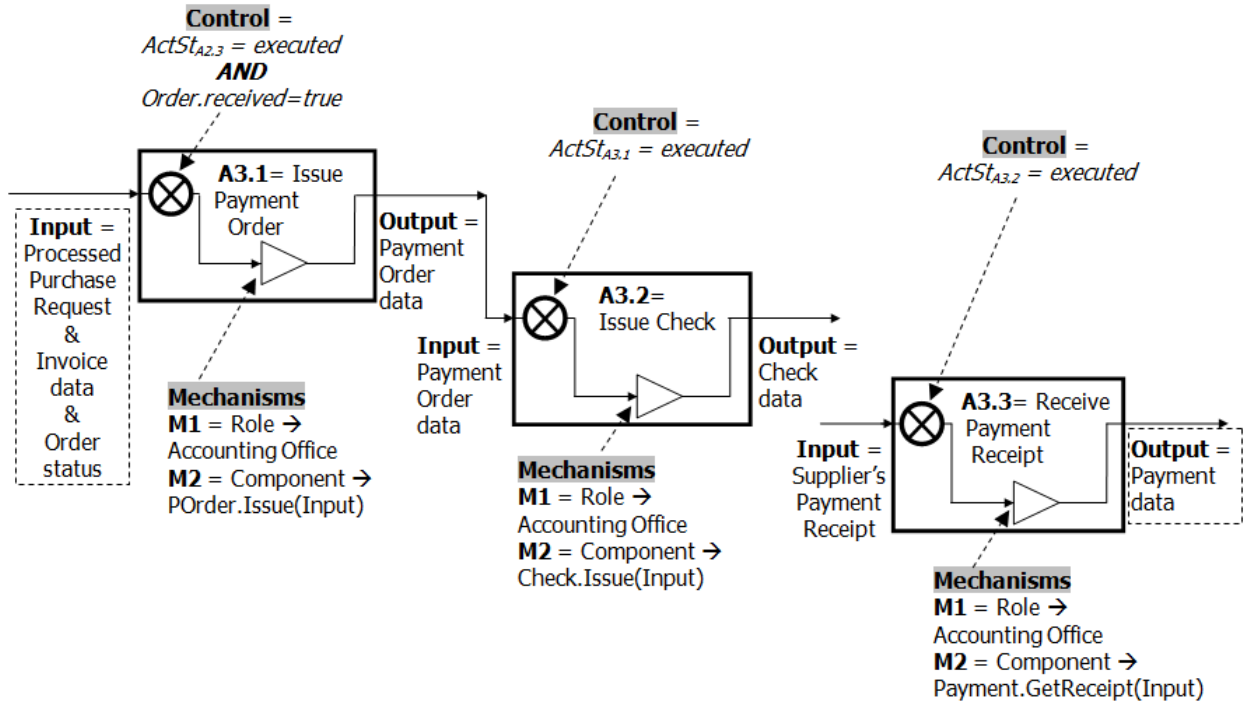 Control =
ActStA2.3 = executed
AND
Order.received=true
A3.1= Issue
Payment
Order
Input =
Processed
Purchase
Request
&
Invoice
data
&
Order
status
Output =
Payment
Order
data
Mechanisms
M1 = Role →
Accounting Office
M2 = Component →
POrder.Issue(Input)
Control =
ActStA3.1 = executed
A3.2=
Issue Check
Input =
Payment
Order data
Output =
Check
data
Mechanisms
M1 = Role →
Accounting Office
M2 = Component →
Check.Issue(Input)
Control =
ActStA3.2 = executed
A3.3= Receive
Payment
Receipt
Input =
Supplier's
Payment
Receipt
Output =
Payment
data
Mechanisms
M1 = Role →
Accounting Office
M2 = Component →
Payment.GetReceipt(Input)